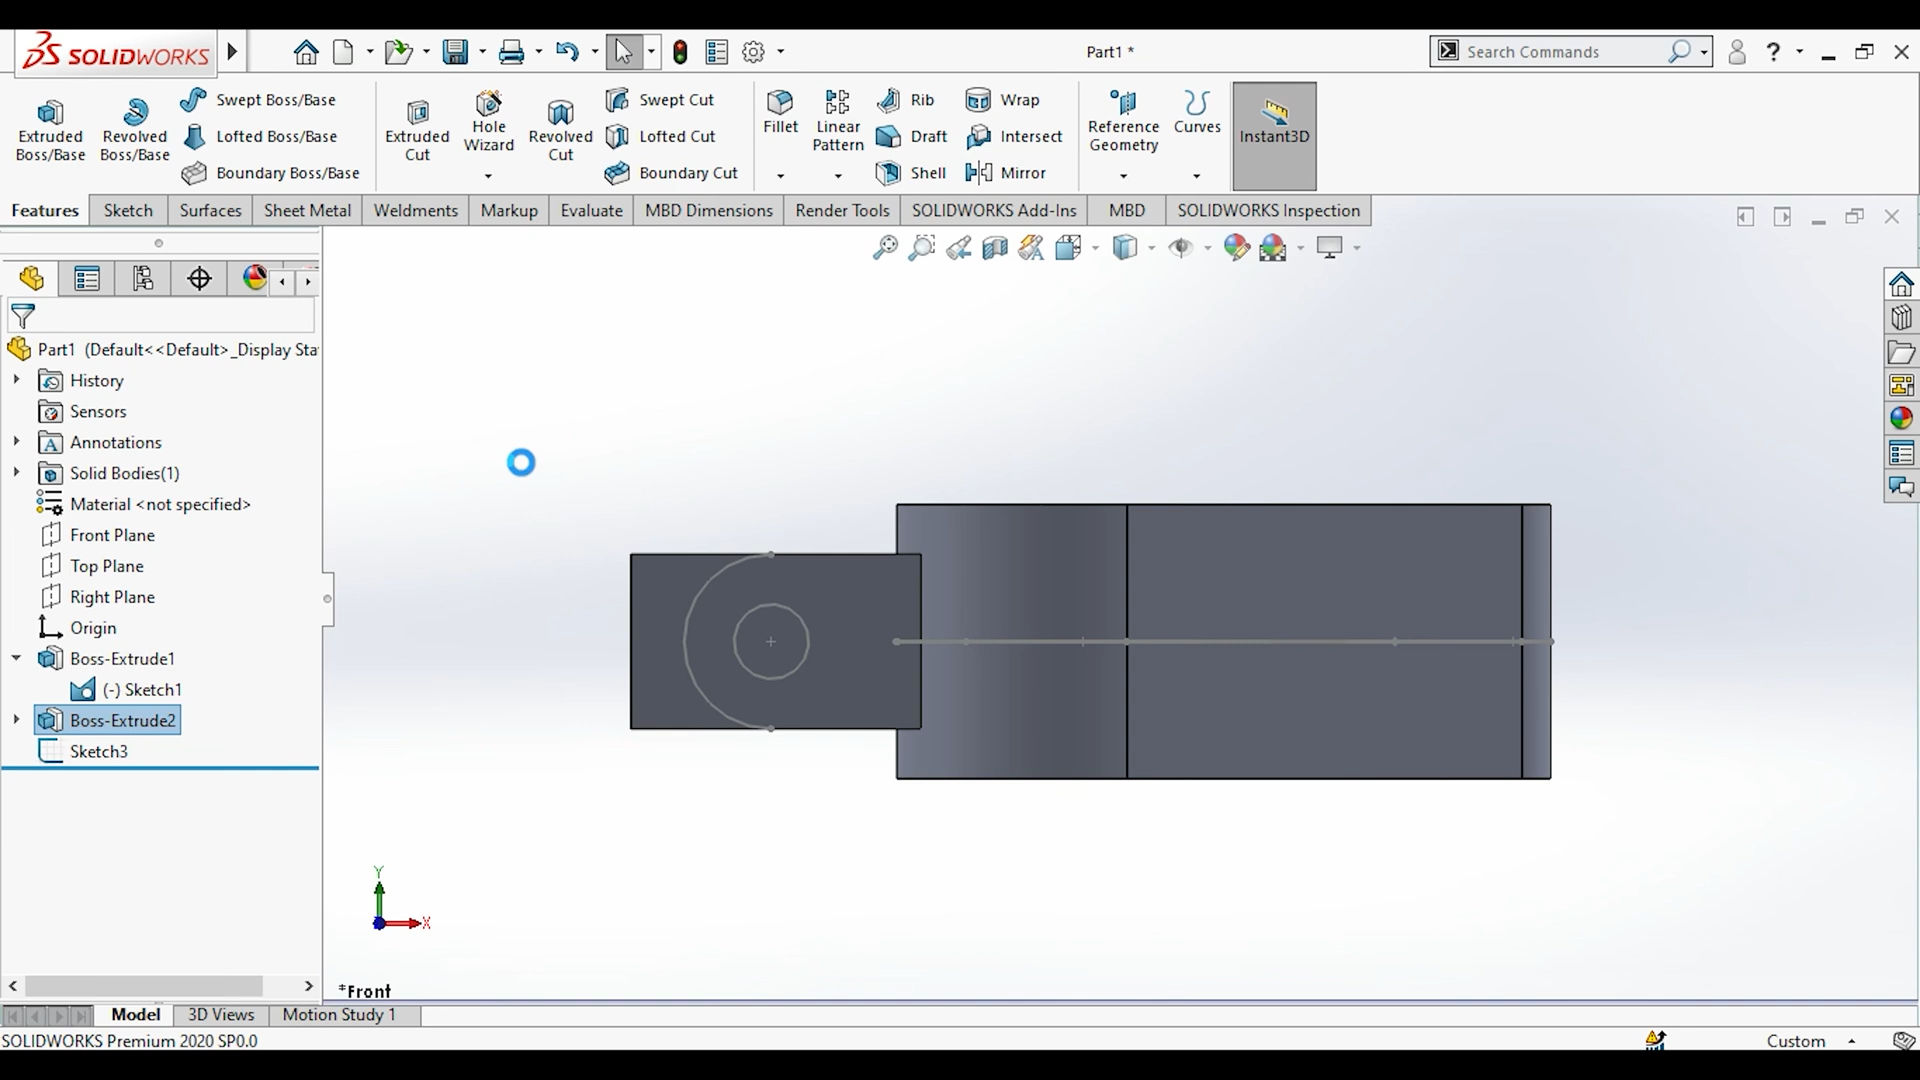 SOLIDWORKS
Part1 *
Search Commands
?
Extruded Boss/Base
Revolved Boss/Base
Swept Boss/Base
Lofted Boss/Base
Boundary Boss/Base
Extruded Cut
Hole Wizard
Revolved Cut
Swept Cut
Lofted Cut
Boundary Cut
Fillet
Linear Pattern
Rib
Draft
Shell
Wrap
Intersect
Mirror
Reference Geometry
Curves
Instant3D
Features
Sketch
Surfaces
Sheet Metal
Weldments
Markup
Evaluate
MBD Dimensions
Render Tools
SOLIDWORKS Add-Ins
MBD
SOLIDWORKS Inspection
Part1 (Default<<Default>_Display Sta
History
Sensors
Annotations
Solid Bodies(1)
Material <not specified>
Front Plane
Top Plane
Right Plane
Origin
Boss-Extrude1
(-) Sketch1
Boss-Extrude2
Sketch3
Y
X
*Front
Model
3D Views
Motion Study 1
SOLIDWORKS Premium 2020 SP0.0
Custom